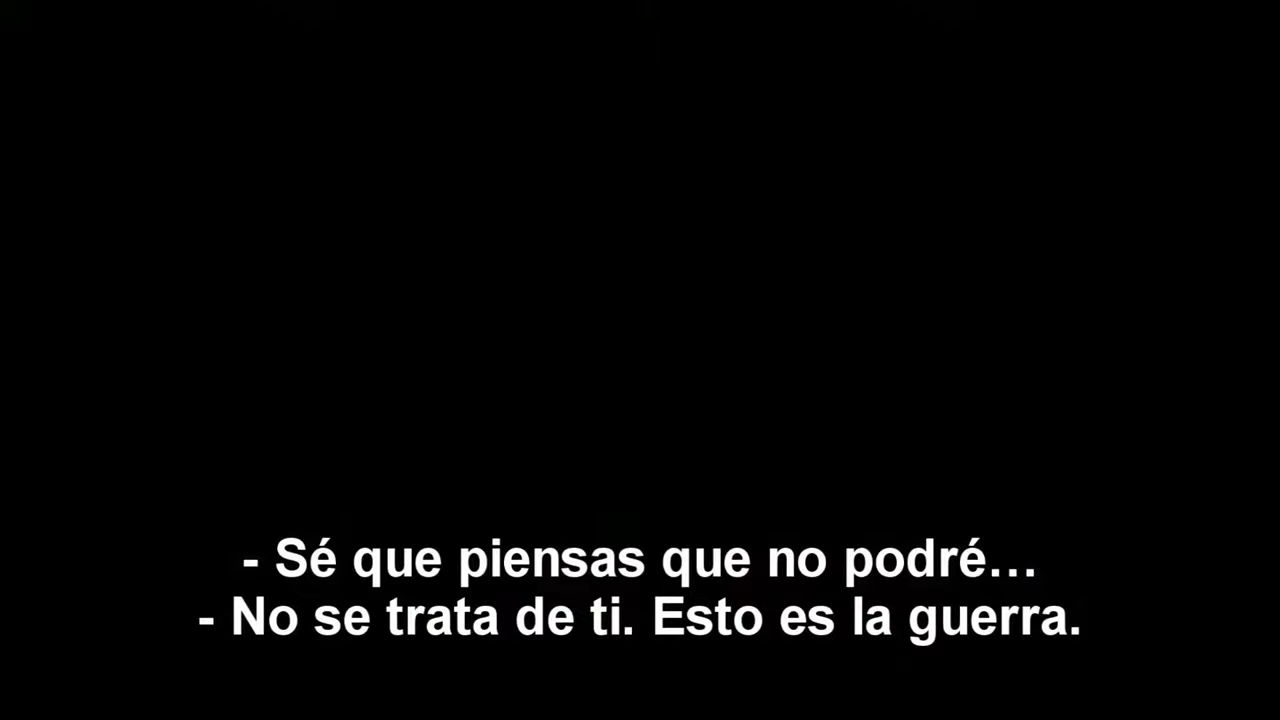 - Sé que piensas que no podré…
- No se trata de ti. Esto es la guerra.